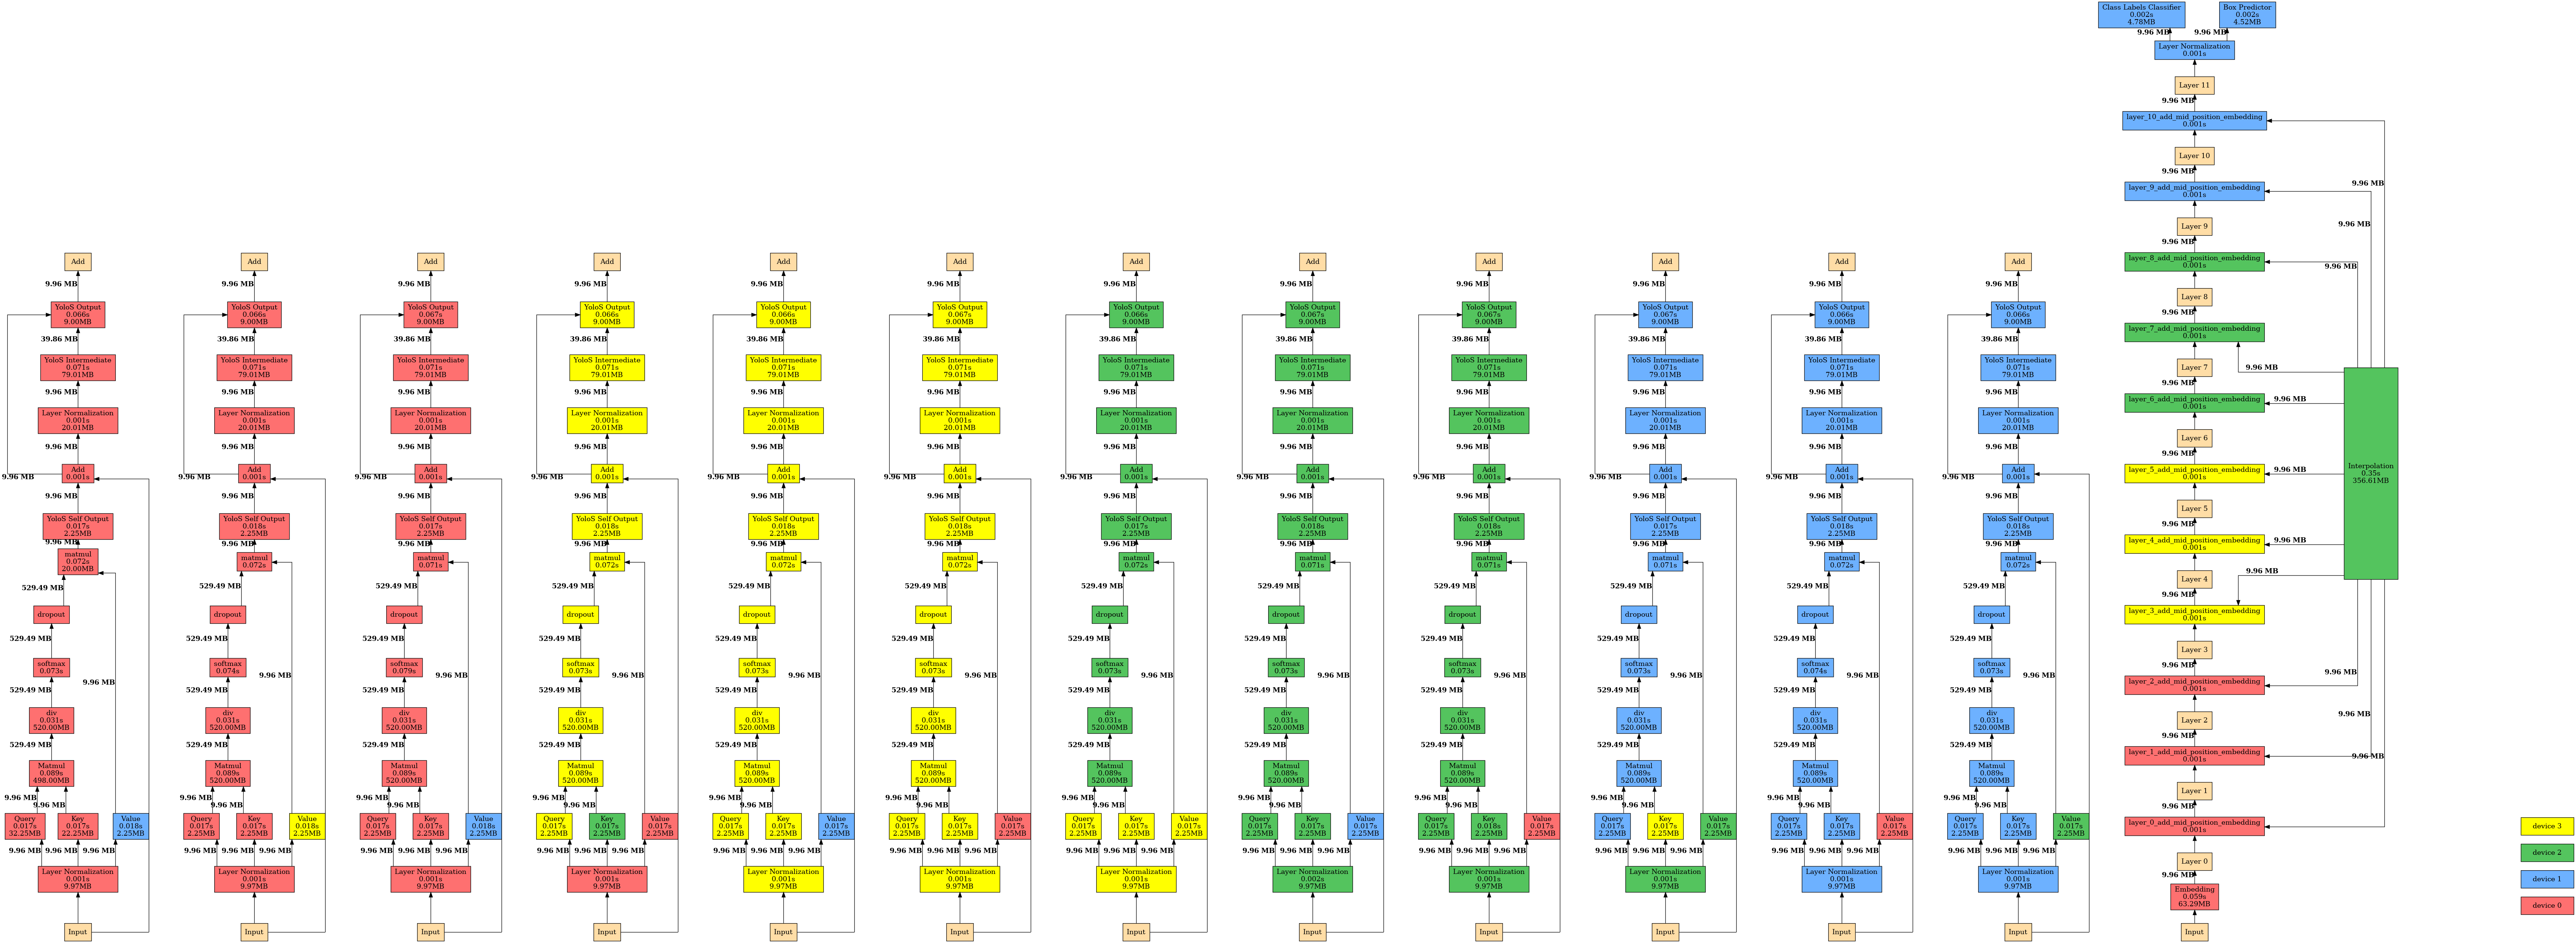 Add Add Add Add Add Add Add Add Add Add Add Add
9.96 MB 9.96 MB 9.96 MB 9.96 MB 9.96 MB 9.96 MB 9.96 MB 9.96 MB 9.96 MB 9.96 MB 9.96 MB 9.96 MB
YoloS Output YoloS Output YoloS Output YoloS Output YoloS Output YoloS Output YoloS Output YoloS Output YoloS Output YoloS Output YoloS Output YoloS Output
0.066s 0.066s 0.067s 0.066s 0.066s 0.067s 0.066s 0.067s 0.067s 0.067s 0.066s 0.066s
9.00MB 9.00MB 9.00MB 9.00MB 9.00MB 9.00MB 9.00MB 9.00MB 9.00MB 9.00MB 9.00MB 9.00MB
39.86 MB 39.86 MB 39.86 MB 39.86 MB 39.86 MB 39.86 MB 39.86 MB 39.86 MB 39.86 MB 39.86 MB 39.86 MB 39.86 MB
YoloS Intermediate YoloS Intermediate YoloS Intermediate YoloS Intermediate YoloS Intermediate YoloS Intermediate YoloS Intermediate YoloS Intermediate YoloS Intermediate YoloS Intermediate YoloS Intermediate YoloS Intermediate
0.071s 0.071s 0.071s 0.071s 0.071s 0.071s 0.071s 0.071s 0.071s 0.071s 0.071s 0.071s
79.01MB 79.01MB 79.01MB 79.01MB 79.01MB 79.01MB 79.01MB 79.01MB 79.01MB 79.01MB 79.01MB 79.01MB
9.96 MB 9.96 MB 9.96 MB 9.96 MB 9.96 MB 9.96 MB 9.96 MB 9.96 MB 9.96 MB 9.96 MB 9.96 MB 9.96 MB
Layer Normalization Layer Normalization Layer Normalization Layer Normalization Layer Normalization Layer Normalization Layer Normalization Layer Normalization Layer Normalization Layer Normalization Layer Normalization Layer Normalization
0.001s 0.001s 0.001s 0.001s 0.001s 0.001s 0.001s 0.001s 0.001s 0.001s 0.001s 0.001s
20.01MB 20.01MB 20.01MB 20.01MB 20.01MB 20.01MB 20.01MB 20.01MB 20.01MB 20.01MB 20.01MB 20.01MB
9.96 MB 9.96 MB 9.96 MB 9.96 MB 9.96 MB 9.96 MB 9.96 MB 9.96 MB 9.96 MB 9.96 MB 9.96 MB 9.96 MB
Add Add Add Add Add Add Add Add Add Add Add Add
9.96 MB 0.001s 9.96 MB 0.001s 9.96 MB 0.001s 9.96 MB 0.001s 9.96 MB 0.001s 9.96 MB 0.001s 9.96 MB 0.001s 9.96 MB 0.001s 9.96 MB 0.001s 9.96 MB 0.001s 9.96 MB 0.001s 9.96 MB 0.001s
9.96 MB 9.96 MB 9.96 MB 9.96 MB 9.96 MB 9.96 MB 9.96 MB 9.96 MB 9.96 MB 9.96 MB 9.96 MB 9.96 MB
YoloS Self Output YoloS Self Output YoloS Self Output YoloS Self Output YoloS Self Output YoloS Self Output YoloS Self Output YoloS Self Output YoloS Self Output YoloS Self Output YoloS Self Output YoloS Self Output
0.017s 0.018s 0.017s 0.018s 0.018s 0.018s 0.017s 0.018s 0.018s 0.017s 0.018s 0.018s
2.25MB 2.25MB 2.25MB 2.25MB 2.25MB 2.25MB 2.25MB 2.25MB 2.25MB 2.25MB 2.25MB 2.25MB
9.96 MB 9.96 MB 9.96 MB 9.96 MB 9.96 MB 9.96 MB 9.96 MB 9.96 MB 9.96 MB 9.96 MB 9.96 MB 9.96 MB
matmul matmul matmul matmul matmul matmul matmul matmul matmul matmul matmul matmul
0.072s 0.072s 0.071s 0.072s 0.072s 0.072s 0.072s 0.071s 0.071s 0.071s 0.072s 0.072s
20.00MB
529.49 MB 529.49 MB 529.49 MB 529.49 MB 529.49 MB 529.49 MB 529.49 MB 529.49 MB 529.49 MB 529.49 MB 529.49 MB 529.49 MB
dropout dropout dropout dropout dropout dropout dropout dropout dropout dropout dropout dropout
529.49 MB 529.49 MB 529.49 MB 529.49 MB 529.49 MB 529.49 MB 529.49 MB 529.49 MB 529.49 MB 529.49 MB 529.49 MB 529.49 MB
softmax softmax softmax softmax softmax softmax softmax softmax softmax softmax softmax softmax
0.073s 0.074s 0.079s 0.073s 0.073s 0.073s 0.073s 0.073s 0.073s 0.073s 0.074s 0.073s
9.96 MB 9.96 MB 9.96 MB 9.96 MB 9.96 MB 9.96 MB 9.96 MB 9.96 MB 9.96 MB 9.96 MB 9.96 MB 9.96 MB
529.49 MB 529.49 MB 529.49 MB 529.49 MB 529.49 MB 529.49 MB 529.49 MB 529.49 MB 529.49 MB 529.49 MB 529.49 MB 529.49 MB
div div div div div div div div div div div div
0.031s 0.031s 0.031s 0.031s 0.031s 0.031s 0.031s 0.031s 0.031s 0.031s 0.031s 0.031s
520.00MB 520.00MB 520.00MB 520.00MB 520.00MB 520.00MB 520.00MB 520.00MB 520.00MB 520.00MB 520.00MB 520.00MB
529.49 MB 529.49 MB 529.49 MB 529.49 MB 529.49 MB 529.49 MB 529.49 MB 529.49 MB 529.49 MB 529.49 MB 529.49 MB 529.49 MB
Matmul Matmul Matmul Matmul Matmul Matmul Matmul Matmul Matmul Matmul Matmul Matmul
0.089s 0.089s 0.089s 0.089s 0.089s 0.089s 0.089s 0.089s 0.089s 0.089s 0.089s 0.089s
498.00MB 520.00MB 520.00MB 520.00MB 520.00MB 520.00MB 520.00MB 520.00MB 520.00MB 520.00MB 520.00MB 520.00MB
9.96 MB 9.96 MB 9.96 MB 9.96 MB 9.96 MB 9.96 MB 9.96 MB 9.96 MB 9.96 MB 9.96 MB 9.96 MB 9.96 MB
9.96 MB 9.96 MB 9.96 MB 9.96 MB 9.96 MB 9.96 MB 9.96 MB 9.96 MB 9.96 MB 9.96 MB 9.96 MB 9.96 MB
Query Key Value Query Key Value Query Key Value Query Key Value Query Key Value Query Key Value Query Key Value Query Key Value Query Key Value Query Key Value Query Key Value Query Key Value
0.017s 0.017s 0.018s 0.017s 0.017s 0.018s 0.017s 0.017s 0.017s 0.017s 0.017s 0.017s 0.017s 0.017s 0.017s 0.017s 0.017s 0.017s 0.017s 0.017s 0.017s 0.017s 0.017s 0.017s 0.017s 0.018s 0.017s 0.017s 0.017s 0.017s 0.017s 0.017s 0.017s 0.017s 0.017s 0.017s
32.25MB 22.25MB 2.25MB 2.25MB 2.25MB 2.25MB 2.25MB 2.25MB 2.25MB 2.25MB 2.25MB 2.25MB 2.25MB 2.25MB 2.25MB 2.25MB 2.25MB 2.25MB 2.25MB 2.25MB 2.25MB 2.25MB 2.25MB 2.25MB 2.25MB 2.25MB 2.25MB 2.25MB 2.25MB 2.25MB 2.25MB 2.25MB 2.25MB 2.25MB 2.25MB 2.25MB
9.96 MB 9.96 MB 9.96 MB 9.96 MB 9.96 MB 9.96 MB 9.96 MB 9.96 MB 9.96 MB 9.96 MB 9.96 MB 9.96 MB 9.96 MB 9.96 MB 9.96 MB 9.96 MB 9.96 MB 9.96 MB 9.96 MB 9.96 MB 9.96 MB 9.96 MB 9.96 MB 9.96 MB 9.96 MB 9.96 MB 9.96 MB 9.96 MB 9.96 MB 9.96 MB 9.96 MB 9.96 MB 9.96 MB 9.96 MB 9.96 MB 9.96 MB
Layer Normalization Layer Normalization Layer Normalization Layer Normalization Layer Normalization Layer Normalization Layer Normalization Layer Normalization Layer Normalization Layer Normalization Layer Normalization Layer Normalization
0.001s 0.001s 0.001s 0.001s 0.001s 0.001s 0.001s 0.002s 0.001s 0.001s 0.001s 0.001s
9.97MB 9.97MB 9.97MB 9.97MB 9.97MB 9.97MB 9.97MB 9.97MB 9.97MB 9.97MB 9.97MB 9.97MB
Input Input Input Input Input Input Input Input Input Input Input Input
Class Labels Classifier Box Predictor
0.002s 0.002s
4.78MB 4.52MB
9.96 MB 9.96 MB
Layer Normalization
0.001s
Layer 11
9.96 MB
layer_10_add_mid_position_embedding
0.001s
Layer 10
9.96 MB
9.96 MB
layer_9_add_mid_position_embedding
0.001s
9.96 MB
Layer 9
9.96 MB
layer_8_add_mid_position_embedding
0.001s
9.96 MB
Layer 8
9.96 MB
layer_7_add_mid_position_embedding
0.001s
Layer 7
9.96 MB
9.96 MB
layer_6_add_mid_position_embedding
0.001s
9.96 MB
Layer 6
9.96 MB
layer_5_add_mid_position_embedding
0.001s
9.96 MB
Interpolation
0.35s
356.61MB
Layer 5
9.96 MB
layer_4_add_mid_position_embedding
0.001s
9.96 MB
Layer 4
9.96 MB
9.96 MB
layer_3_add_mid_position_embedding
0.001s
Layer 3
9.96 MB
9.96 MB
layer_2_add_mid_position_embedding
0.001s
9.96 MB
Layer 2
9.96 MB
layer_1_add_mid_position_embedding
0.001s
9.96 MB
Layer 1
9.96 MB
layer_0_add_mid_position_embedding
0.001s
Layer 0
9.96 MB
Embedding
0.059s
63.29MB
Input
device 3
device 2
device 1
device 0